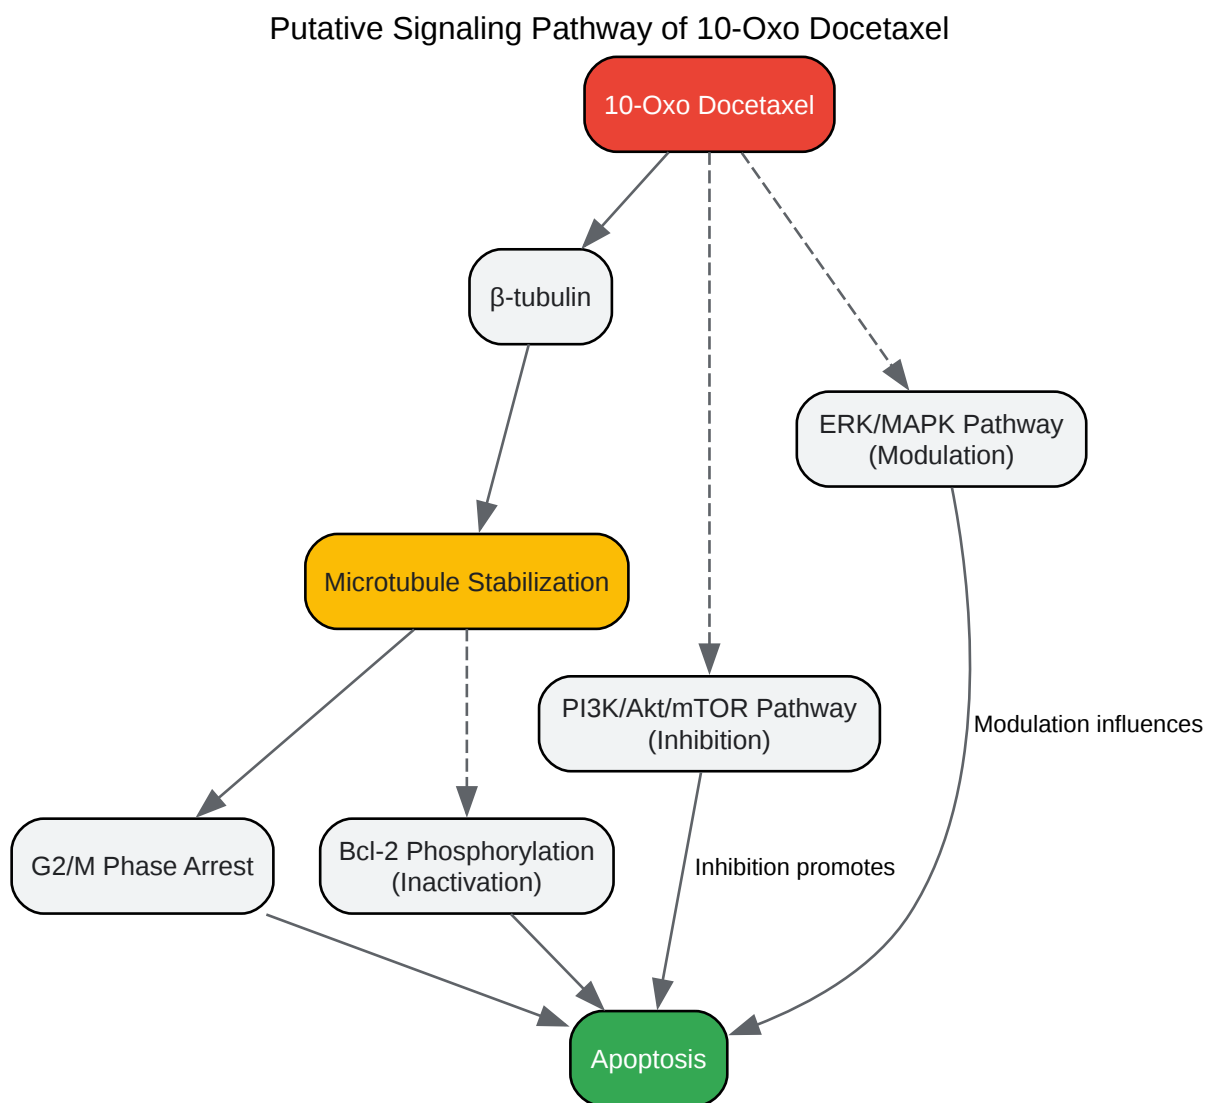 Putative Signaling Pathway of 10-Oxo Docetaxel
10-Oxo Docetaxel
β-tubulin
ERK/MAPK Pathway
(Modulation)
Microtubule Stabilization
PI3K/Akt/mTOR Pathway
(Inhibition)
Modulation influences
G2/M Phase Arrest
Bcl-2 Phosphorylation
(Inactivation)
Inhibition promotes
Apoptosis